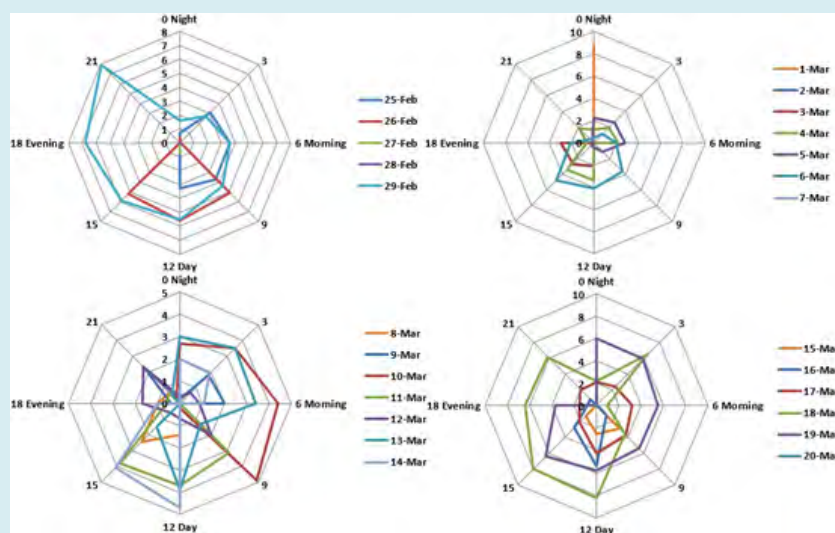 0 Night
8
7
6
5
4
3
2
1
0
21
3
18 Evening
6 Morning
15
9
12 Day
25-Feb
26-Feb
27-Feb
28-Feb
29-Feb
0 Night
10
8
6
4
2
0
21
3
18 Evening
6 Morning
15
9
12 Day
1-Mar
2-Mar
3-Mar
4-Mar
5-Mar
6-Mar
7-Mar
0 Night
5
4
3
2
1
0
21
3
18 Evening
6 Morning
15
9
12 Day
8-Mar
9-Mar
10-Mar
11-Mar
12-Mar
13-Mar
14-Mar
0 Night
10
8
6
4
2
0
21
3
18 Evening
6 Morning
15
9
12 Day
15-Ma
16-Ma
17-Ma
18-Ma
19-Ma
20-Ma